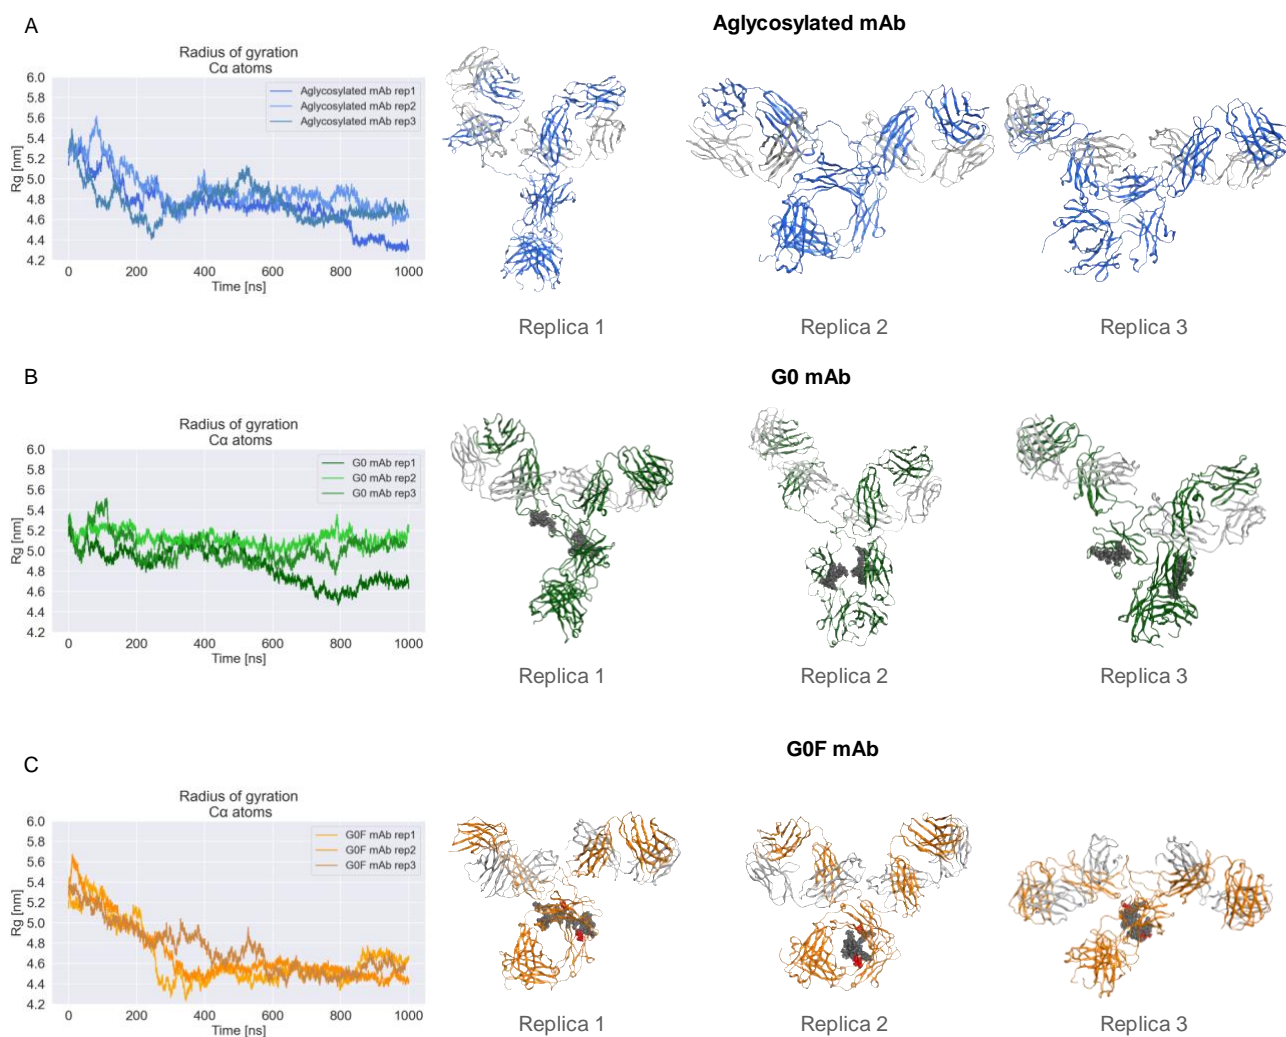 A
Aglycosylated mAb
Radius of gyration
Cα atoms
6.0
5.8
5.6
5.4
5.2
5.0
4.8
4.6
4.4
4.2
Rg [nm]
Aglycosylated mAb rep1
Aglycosylated mAb rep2
Aglycosylated mAb rep3
0 200 400 600 800 1000
Time [ns]
Replica 1 Replica 2 Replica 3
B
G0 mAb
Radius of gyration
Cα atoms
6.0
5.8
5.6
5.4
5.2
5.0
4.8
4.6
4.4
4.2
Rg [nm]
G0 mAb rep1
G0 mAb rep2
G0 mAb rep3
0 200 400 600 800 1000
Time [ns]
Replica 1 Replica 2 Replica 3
C
G0F mAb
Radius of gyration
Cα atoms
6.0
5.8
5.6
5.4
5.2
5.0
4.8
4.6
4.4
4.2
Rg [nm]
G0F mAb rep1
G0F mAb rep2
G0F mAb rep3
0 200 400 600 800 1000
Time [ns]
Replica 1 Replica 2 Replica 3